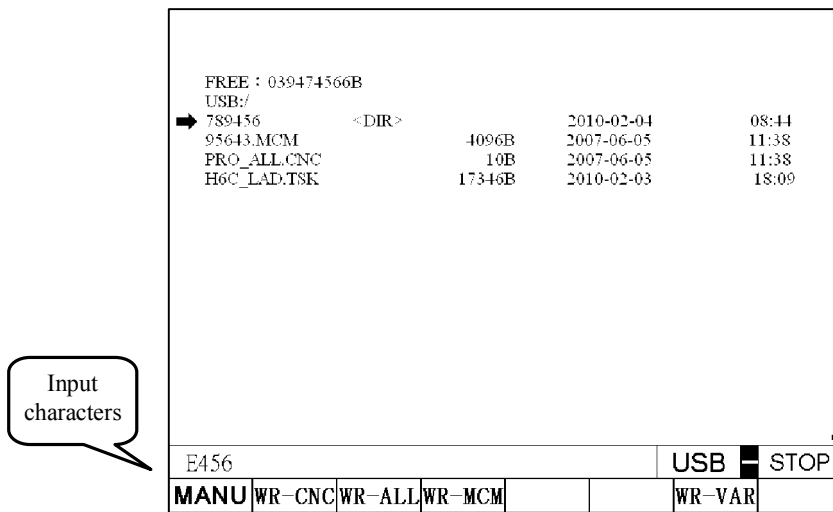 FREE : 039474566B
USB:/
789456 <DIR> 2010-02-04 08:44
95643.MCM 4096B 2007-06-05 11:38
PRO_ALL.CNC 10B 2007-06-05 11:38
H6C_LAD.TSK 17346B 2010-02-03 18:09
Input
characters
E456 USB STOP
MANU WR-CNC WR-ALL WR-MCM WR-VAR